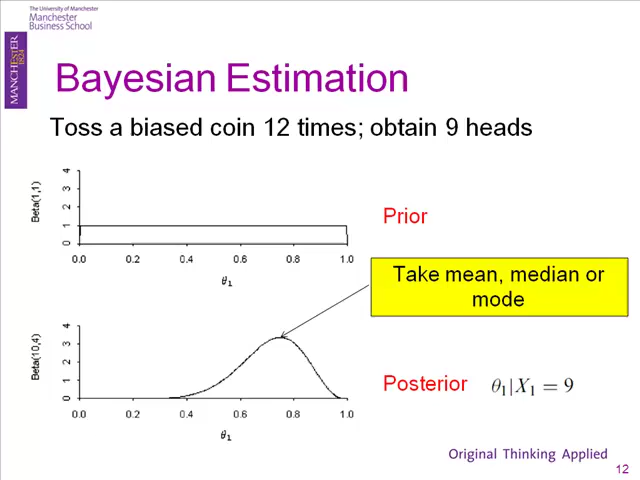 The University of Manchester
Manchester
Business School
MANCHESTER
1824
Bayesian Estimation
Toss a biased coin 12 times; obtain 9 heads
Beta(1,1)
4
3
2
1
0
0.0 0.2 0.4 0.6 0.8 1.0
θ₁
Prior
Take mean, median or
mode
Beta(10,4)
4
3
2
1
0
0.0 0.2 0.4 0.6 0.8 1.0
θ₁
Posterior θ₁|X₁ = 9
Original Thinking Applied
12